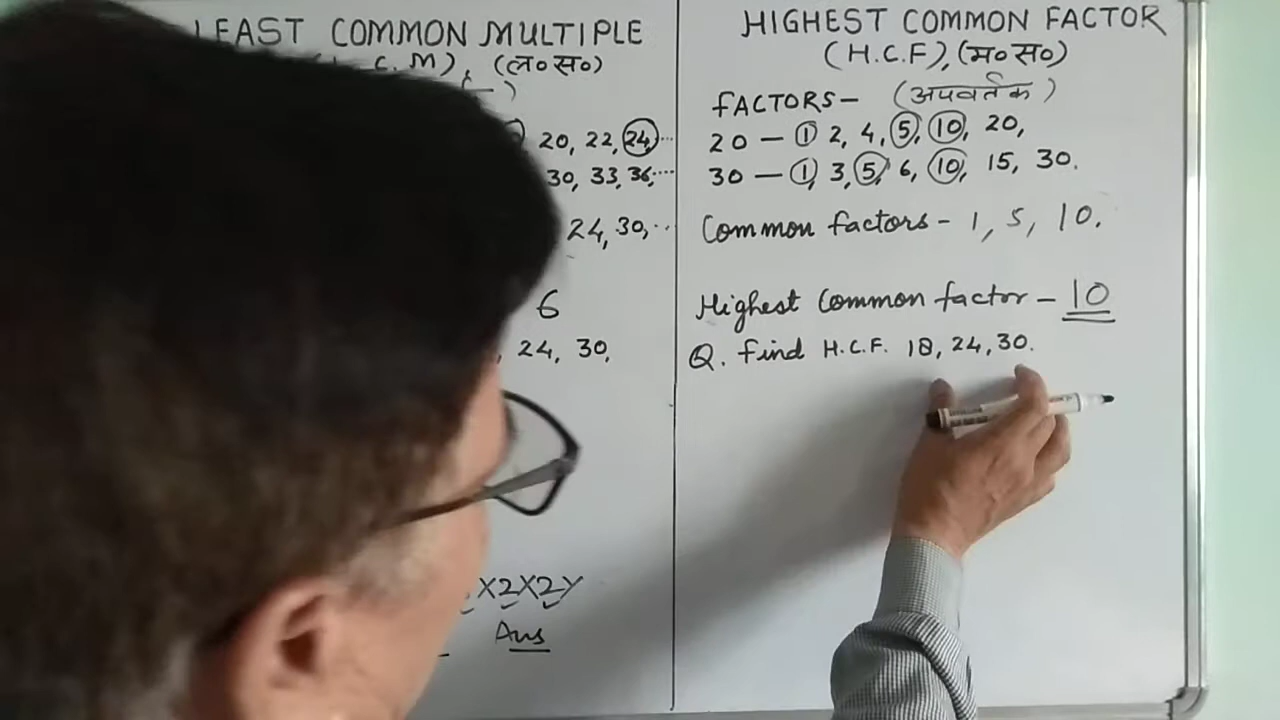 LEAST COMMON MULTIPLE
C.M), (ल०स०)
20, 22, 24, ...
30, 33, 36, ...
24, 30, ..
6
, 24, 30,
X2X2Y
Ans
HIGHEST COMMON FACTOR
(H.C.F), (म०स०)
FACTORS- (अपवर्तक)
20 - 1 2, 4, 5, 10, 20,
30 - 1, 3, 5, 6, 10, 15, 30.
Common factors - 1, 5, 10.
Highest Common factor - 10
Q. find H.C.F. 18, 24, 30.